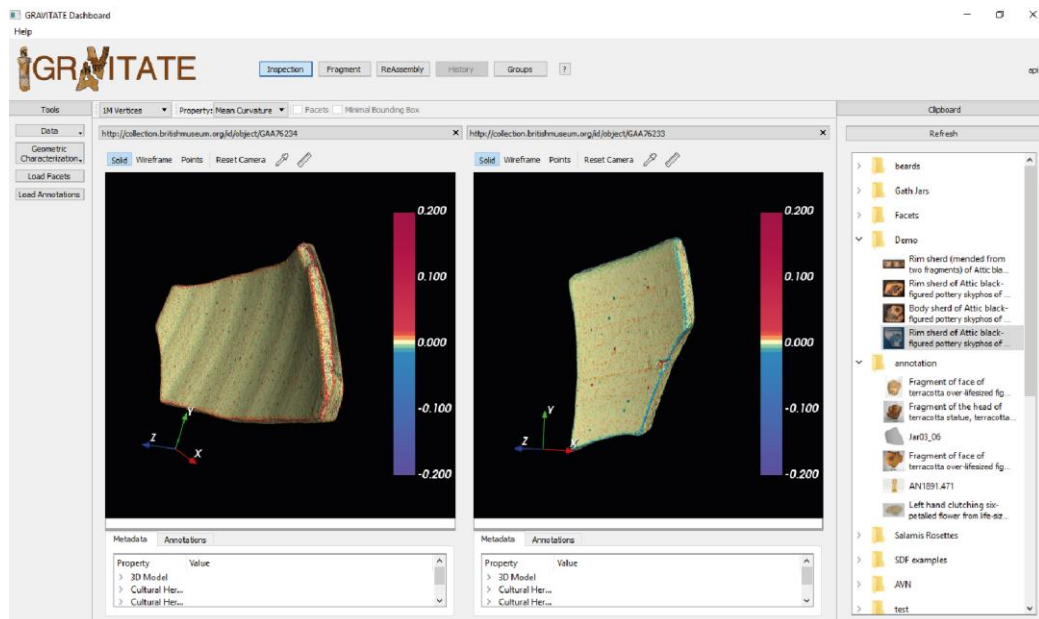 GRAVITATE Dashboard
Help
GRAVITATE
Inspection Fragment ReAssembly History Groups ?
api
Tools
1M Vertices Property: Mean Curvature Facets Minimal Bounding Box
Clipboard
Data
Geometric
Characterization
Load Facets
Load Annotations
http://collection.britishmuseum.org/id/object/GAA76234
Solid Wireframe Points Reset Camera
0.200
0.100
0.000
-0.100
-0.200
Y
Z
X
Metadata Annotations
Property Value
3D Model
Cultural Her...
Cultural Her...
http://collection.britishmuseum.org/id/object/GAA76233
Solid Wireframe Points Reset Camera
0.200
0.100
0.000
-0.100
-0.200
Y
Z
X
Metadata Annotations
Property Value
3D Model
Cultural Her...
Cultural Her...
Refresh
beards
Gath Jars
Facets
Demo
Rim sherd (mended from
two fragments) of Attic bla...
Rim sherd of Attic black-
figured pottery skyphos of ...
Body sherd of Attic black-
figured pottery skyphos of ...
Rim sherd of Attic black-
figured pottery skyphos of ...
annotation
Fragment of face of
terracotta over-lifesized fig...
Fragment of the head of
terracotta statue, terracotta...
Jar03_06
Fragment of face of
terracotta over-lifesized fig...
AN1891.471
Left hand clutching six-
petalled flower from life-siz...
Salamis Rosettes
SDF examples
AVN
test